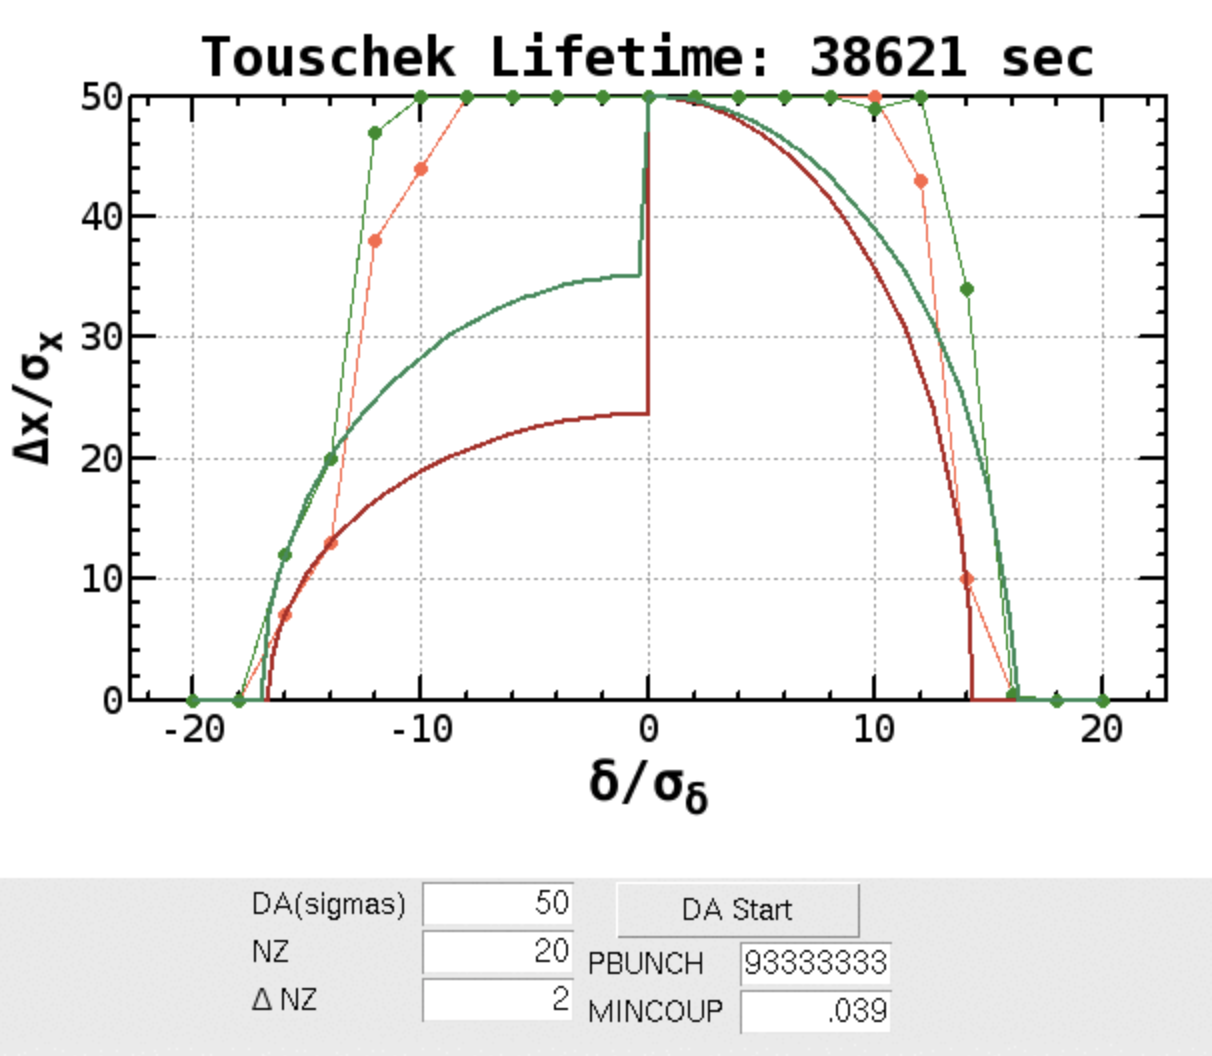 Touschek Lifetime: 38621 sec
50
40
30
20
10
0
Δx/σx
-20 -10 0 10 20
δ/σδ
DA(sigmas) 50 DA Start
NZ 20 PBUNCH 93333333
Δ NZ 2 MINCOUP .039